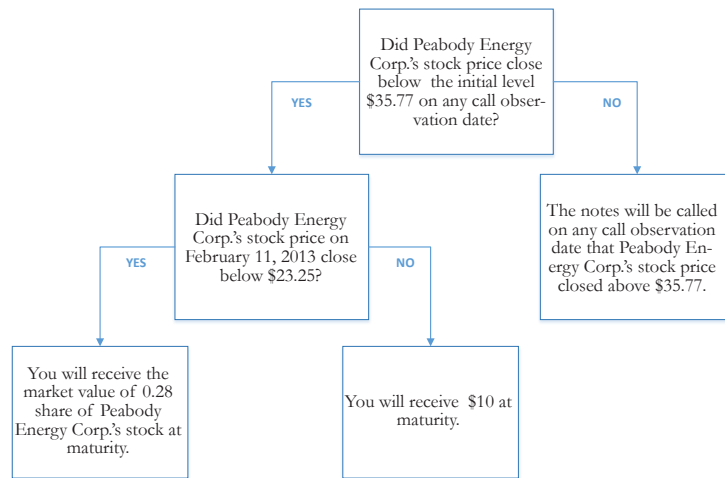 Did Peabody Energy
Corp.'s stock price close
below the initial level
$35.77 on any call obser-
vation date?
YES
NO
Did Peabody Energy
Corp.'s stock price on
February 11, 2013 close
below $23.25?
The notes will be called
on any call observation
date that Peabody En-
ergy Corp.'s stock price
closed above $35.77.
YES
NO
You will receive the
market value of 0.28
share of Peabody
Energy Corp.'s stock at
maturity.
You will receive $10 at
maturity.